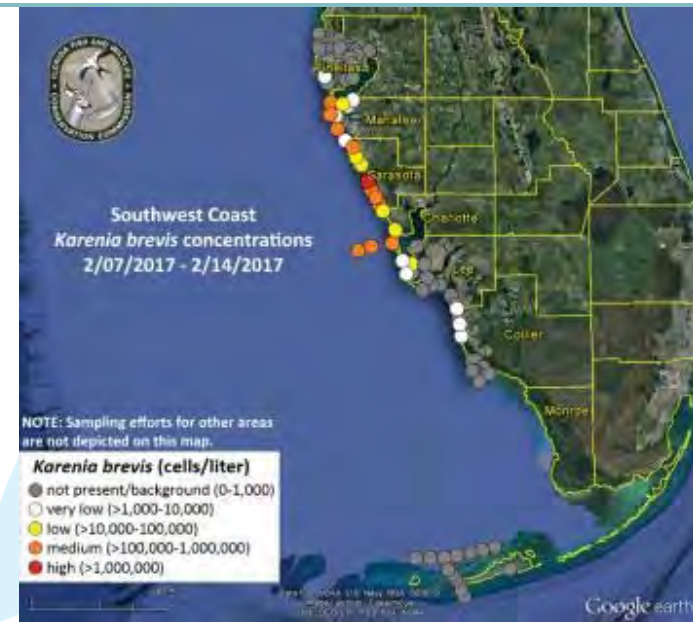 Pinellas
Manatee
Sarasota
Southwest Coast
Karenia brevis concentrations
2/07/2017 - 2/14/2017
Charlotte
Lee
Collier
Monroe
NOTE: Sampling efforts for other areas
are not depicted on this map.
Karenia brevis (cells/liter)
not present/background (0-1,000)
very low (>1,000-10,000)
low (>10,000-100,000)
medium (>100,000-1,000,000)
high (>1,000,000)
Google earth